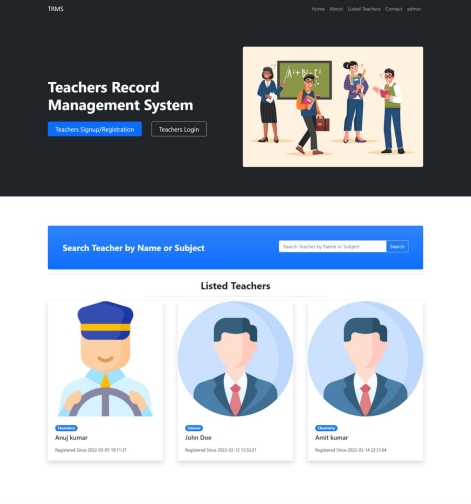 TRMS
Home About Listed Teachers Contact admin
Teachers Record
Management System
Teachers Signup/Registration Teachers Login
Search Teacher by Name or Subject
Search Teacher by Name or Subject Search
Listed Teachers
Chemistry
Anuj kumar
Registered Since 2022-03-05 18:11:37
Science
John Doe
Registered Since 2022-03-12 13:32:21
Chemistry
Amit kumar
Registered Since 2022-03-14 22:31:04